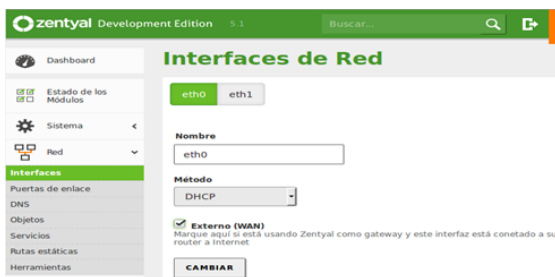 zentyal Development Edition 5.1 Buscar...
Dashboard
Estado de los
Módulos
Sistema
Red
Interfaces
Puertas de enlace
DNS
Objetos
Servicios
Rutas estáticas
Herramientas
Interfaces de Red
eth0 eth1
Nombre
eth0
Método
DHCP
Externo (WAN)
Marque aquí si está usando Zentyal como gateway y este interfaz está conetado a su
router a Internet
CAMBIAR